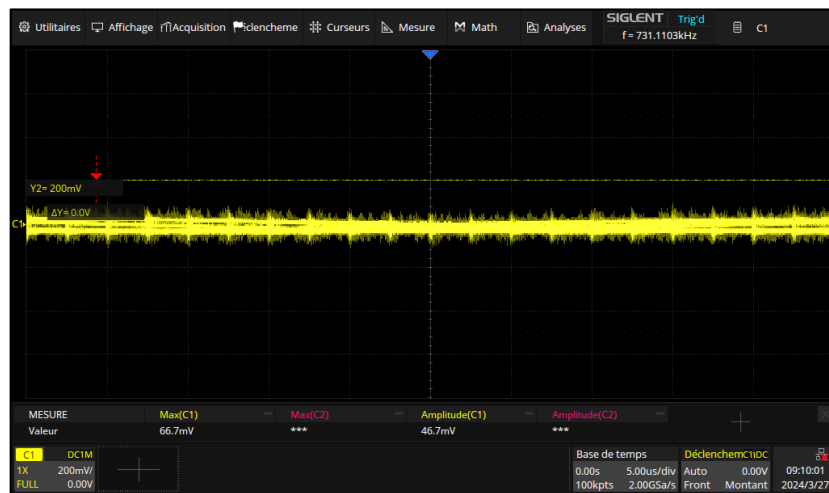 Utilitaires Affichage Acquisition éclencheme Curseurs Mesure Math Analyses SIGLENT Trig'd C1
f = 731.1103kHz
Y2= 200mV
ΔY= 0.0V
C1
MESURE Max(C1) Max(C2) Amplitude(C1) Amplitude(C2)
Valeur 66.7mV *** 46.7mV ***
C1 DC1M Base de temps DéclenchemC1DC
1X 200mV/ 0.00s 5.00us/div Auto 0.00V 09:10:01
FULL 0.00V 100kpts 2.00GSa/s Front Montant 2024/3/27